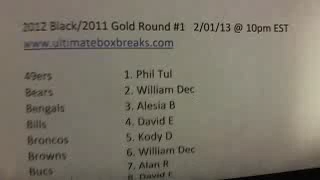 2012 Black/2011 Gold Round #1 2/01/13 @ 10pm EST
www.ultimateboxbreaks.com
49ers 1. Phil Tul
Bears 2. William Dec
Bengals 3. Alesia B
Bills 4. David E
Broncos 5. Kody D
Browns 6. William Dec
Bucs 7. Alan R
8. David E